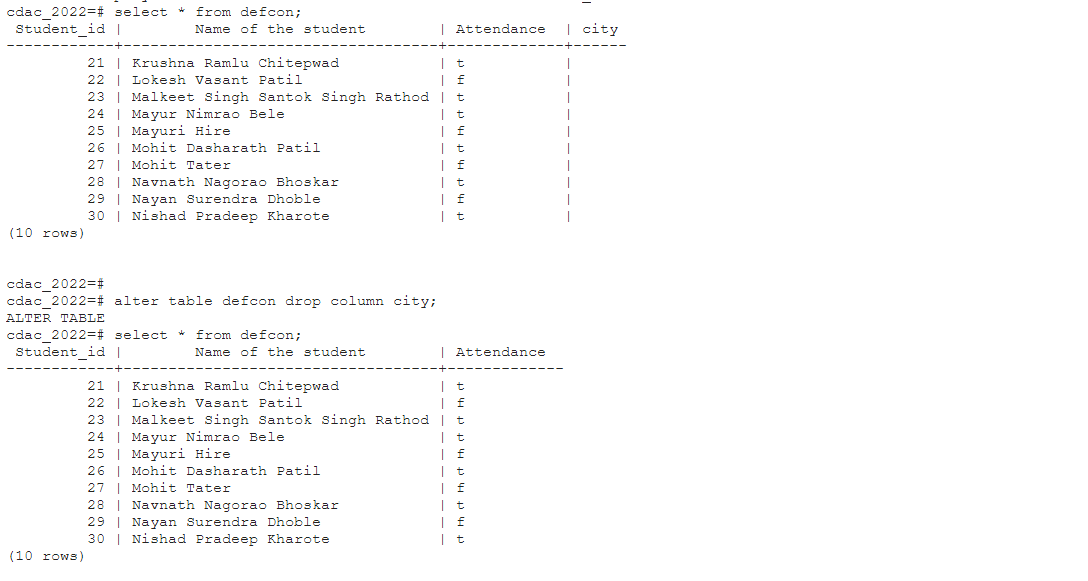 cdac_2022=# select * from defcon;
 Student_id |        Name of the student        | Attendance  | city
------------+-----------------------------------+-------------+------
         21 | Krushna Ramlu Chitepwad           | t           |
         22 | Lokesh Vasant Patil               | f           |
         23 | Malkeet Singh Santok Singh Rathod | t           |
         24 | Mayur Nimrao Bele                 | t           |
         25 | Mayuri Hire                       | f           |
         26 | Mohit Dasharath Patil             | t           |
         27 | Mohit Tater                       | f           |
         28 | Navnath Nagorao Bhoskar           | t           |
         29 | Nayan Surendra Dhoble             | f           |
         30 | Nishad Pradeep Kharote            | t           |
(10 rows)
cdac_2022=#
cdac_2022=# alter table defcon drop column city;
ALTER TABLE
cdac_2022=# select * from defcon;
 Student_id |        Name of the student        | Attendance
------------+-----------------------------------+-------------
         21 | Krushna Ramlu Chitepwad           | t
         22 | Lokesh Vasant Patil               | f
         23 | Malkeet Singh Santok Singh Rathod | t
         24 | Mayur Nimrao Bele                 | t
         25 | Mayuri Hire                       | f
         26 | Mohit Dasharath Patil             | t
         27 | Mohit Tater                       | f
         28 | Navnath Nagorao Bhoskar           | t
         29 | Nayan Surendra Dhoble             | f
         30 | Nishad Pradeep Kharote            | t
(10 rows)